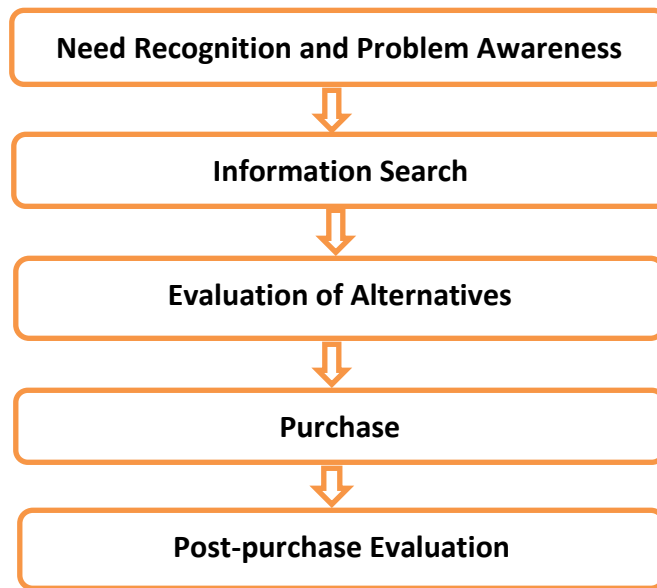 Need Recognition and Problem Awareness
Information Search
Evaluation of Alternatives
Purchase
Post-purchase Evaluation